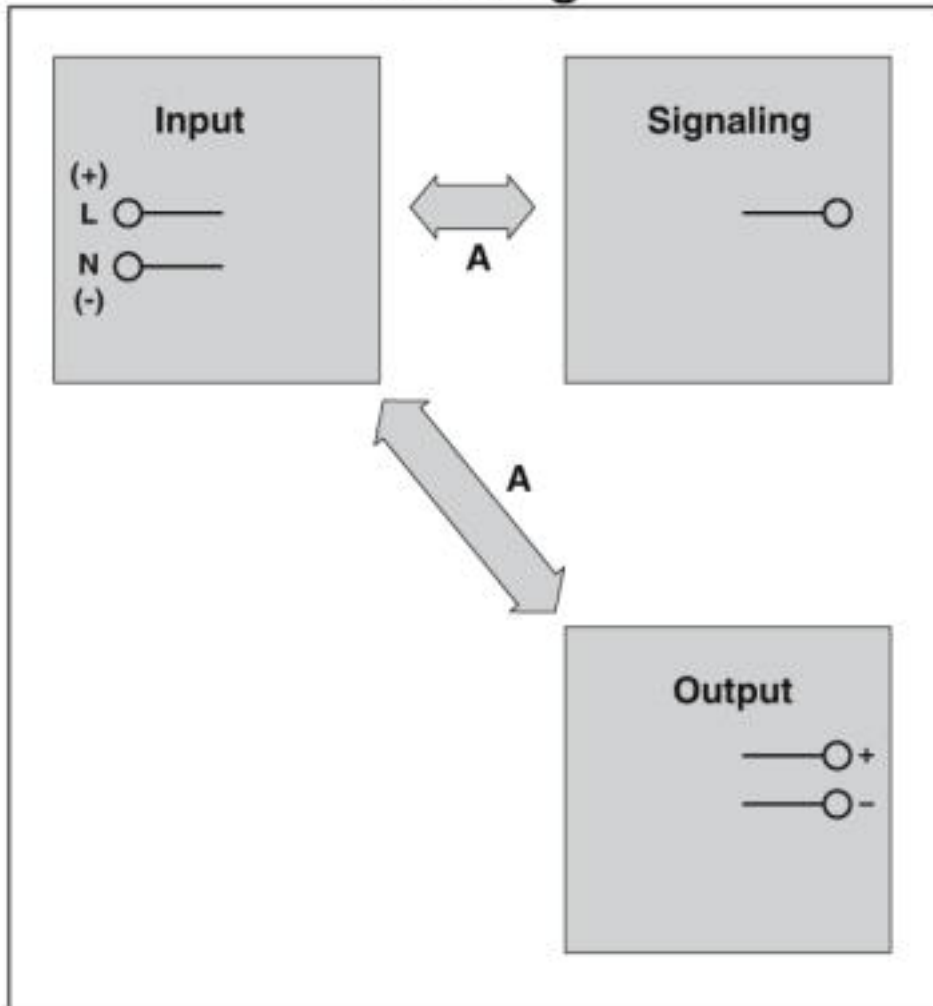 Input
(+)
L
N
(-)
Signaling
A
A
Output
+
–